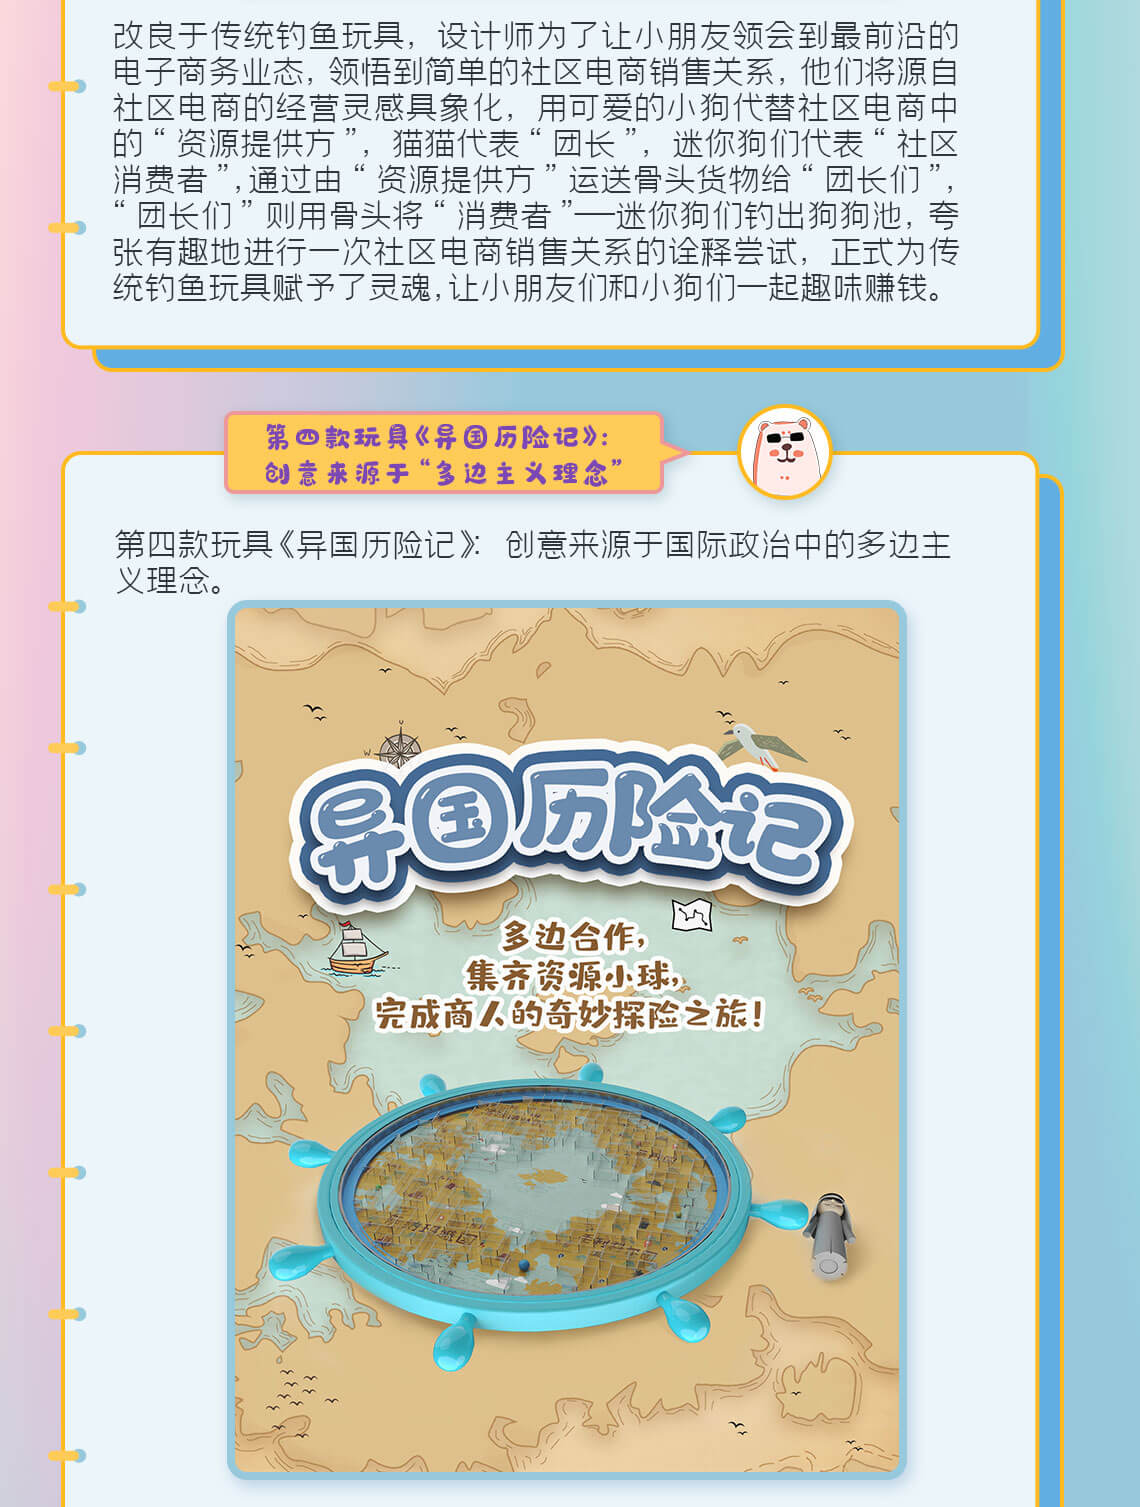 改良于传统钓鱼玩具，设计师为了让小朋友领会到最前沿的
电子商务业态，领悟到简单的社区电商销售关系，他们将源自
社区电商的经营灵感具象化，用可爱的小狗代替社区电商中
的“资源提供方”，猫猫代表“团长”，迷你狗们代表“社区
消费者”，通过由“资源提供方”运送骨头货物给“团长们”，
“团长们”则用骨头将“消费者”——迷你狗们钓出狗狗池，夸
张有趣地进行一次社区电商销售关系的诠释尝试，正式为传
统钓鱼玩具赋予了灵魂，让小朋友们和小狗们一起趣味赚钱。
第四款玩具《异国历险记》：
创意来源于“多边主义理念”
第四款玩具《异国历险记》：创意来源于国际政治中的多边主
义理念。
U
W
异国历险记
多边合作，
集齐资源小球，
完成商人的奇妙探险之旅！